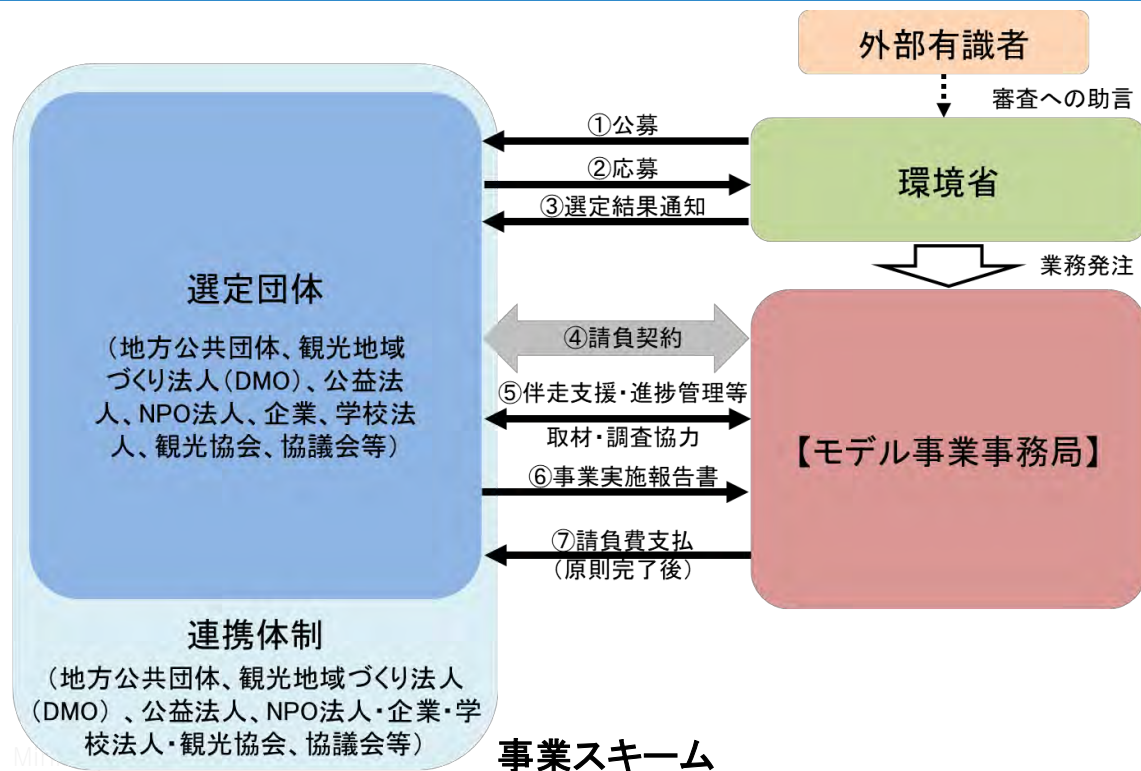 外部有識者
審査への助言
①公募
②応募
③選定結果通知
環境省
業務発注
選定団体
（地方公共団体、観光地域
づくり法人（DMO）、公益法
人、NPO法人、企業、学校法
人、観光協会、協議会等）
④請負契約
⑤伴走支援・進捗管理等
取材・調査協力
⑥事業実施報告書
⑦請負費支払
（原則完了後）
【モデル事業事務局】
連携体制
（地方公共団体、観光地域づくり法人
（DMO） 、公益法人、NPO法人・企業・学
校法人・観光協会、協議会等）
事業スキーム